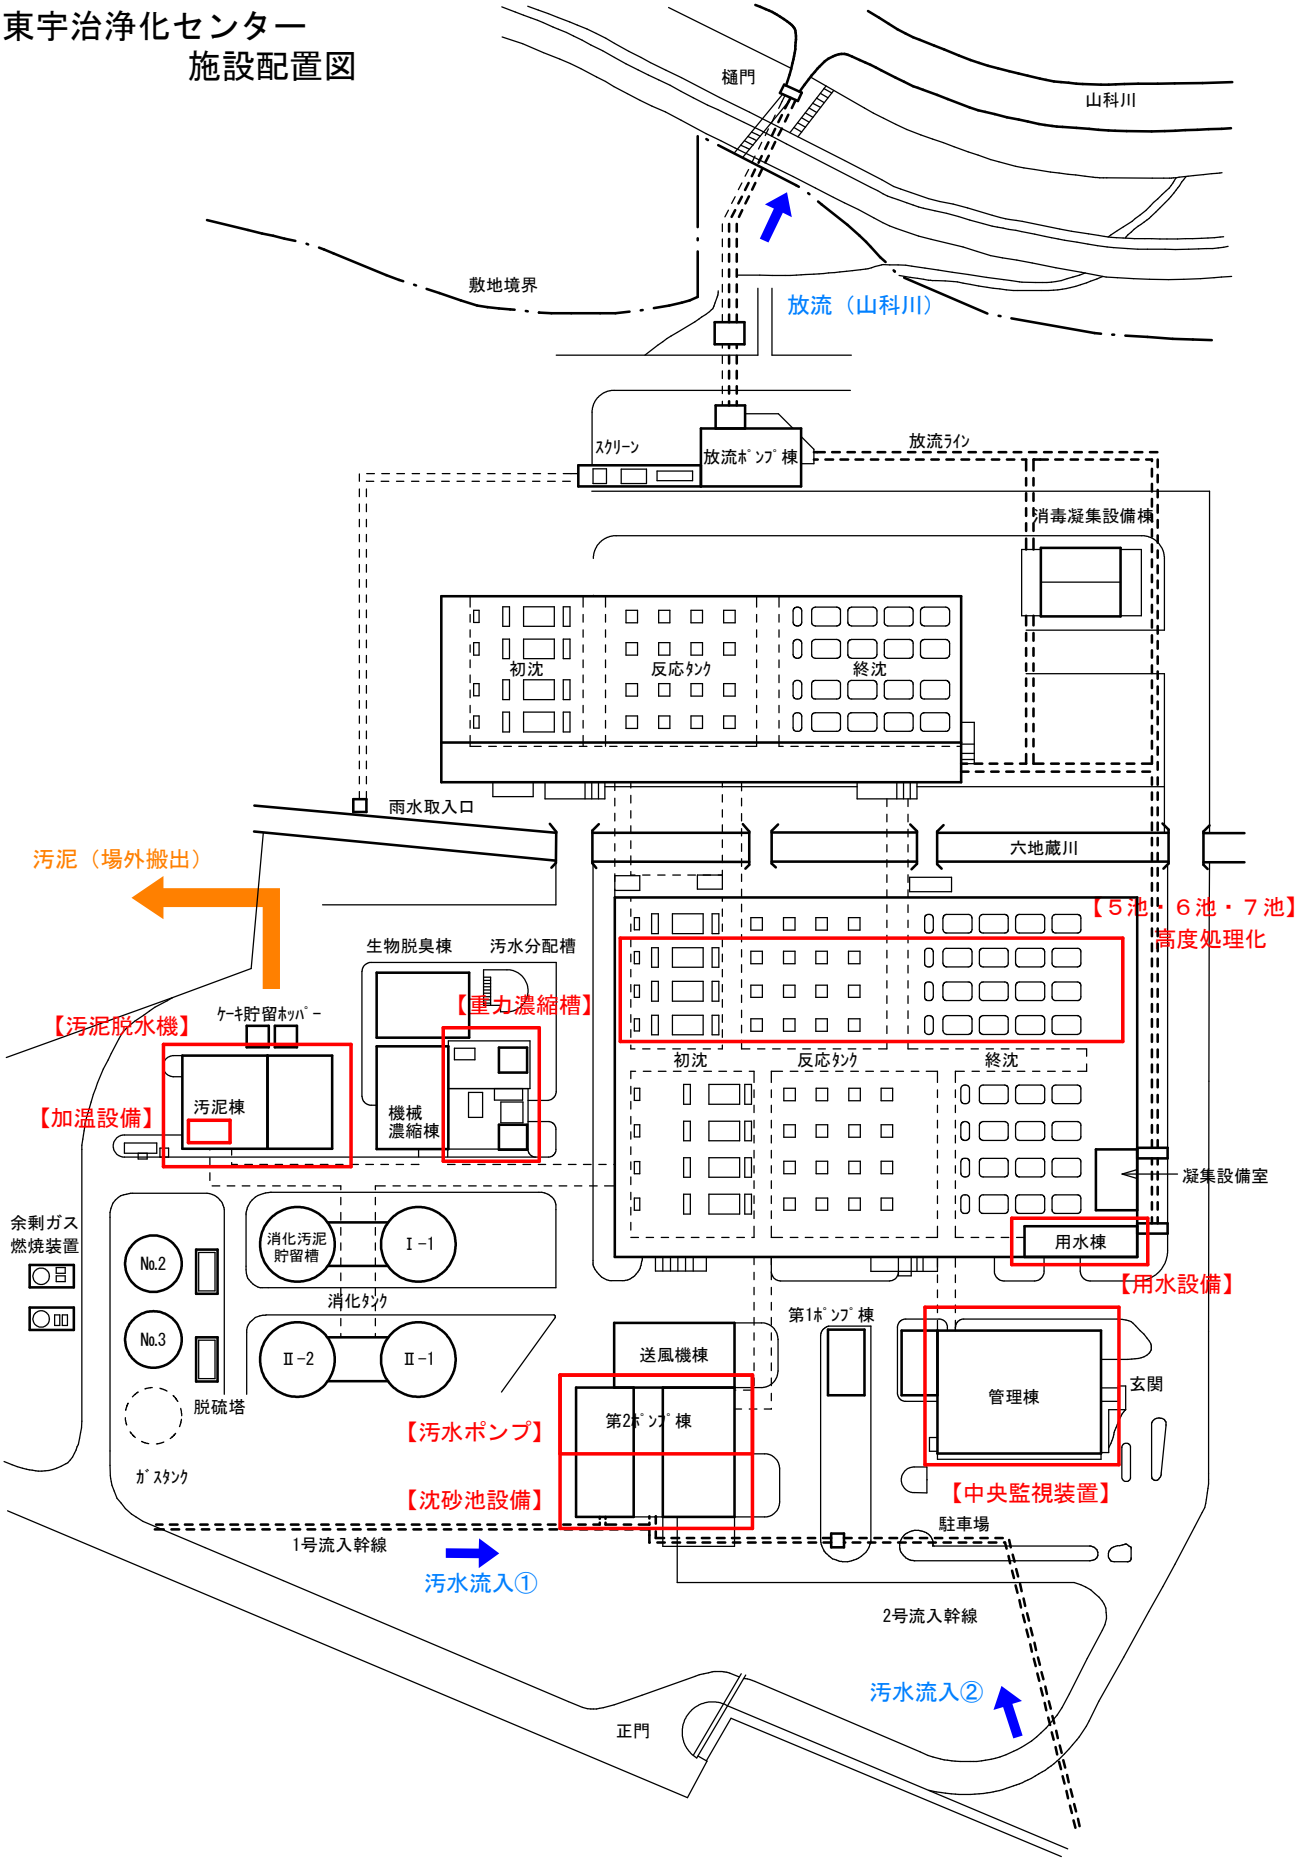 東宇治浄化センター
施設配置図
樋門
山科川
敷地境界
放流（山科川）
スクリーン
放流ポンプ棟
放流ライン
消毒凝集設備棟
初沈
反応タンク
終沈
雨水取入口
六地蔵川
汚泥（場外搬出）
【５池・６池・７池】
高度処理化
生物脱臭棟
汚水分配槽
【重力濃縮槽】
ケーキ貯留ホッパー
【汚泥脱水機】
初沈
反応タンク
終沈
汚泥棟
【加温設備】
機械
濃縮棟
凝集設備室
余剰ガス
燃焼装置
No.2
消化汚泥
貯留槽
Ⅰ-1
用水棟
【用水設備】
消化タンク
第1ポンプ棟
No.3
Ⅱ-2
Ⅱ-1
送風機棟
脱硫塔
管理棟
玄関
第2ポンプ棟
【汚水ポンプ】
ガスタンク
【沈砂池設備】
【中央監視装置】
駐車場
1号流入幹線
汚水流入①
2号流入幹線
汚水流入②
正門